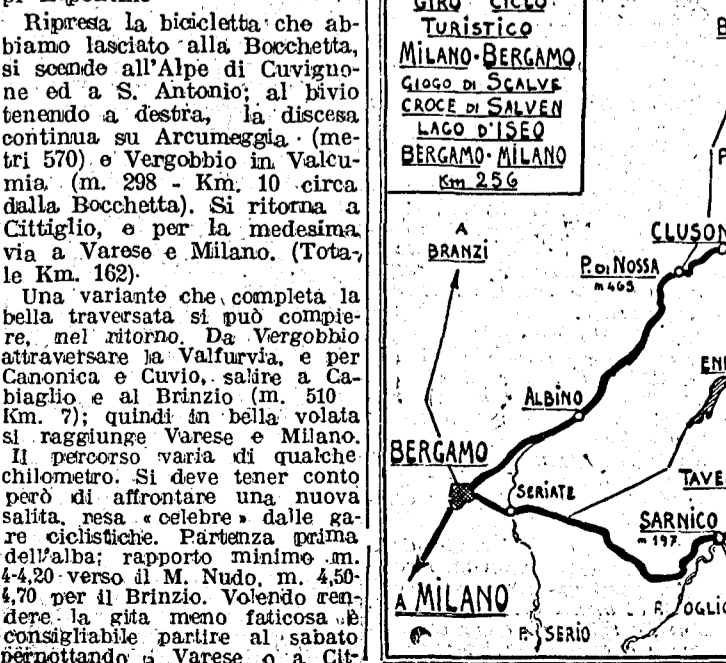 Ripresa la bicicletta che ab-
biamo lasciato alla Bocchetta,
si scende all'Alpe di Cuvigno-
ne ed a S. Antonio; al bivio
tenendo a destra, la discesa
continua su Arcumeggia (me-
tri 570) e Vergobbio in Valcu-
mia (m. 298 - Km. 10 circa
dalla Bocchetta). Si ritorna a
Cittiglio, e per la medesima
via a Varese e Milano. (Tota-
le Km. 162).
Una variante che completa la
bella traversata si può compie-
re, nel ritorno. Da Vergobbio
attraversare la Valfurvia, e per
Canonica e Cuvio, salire a Ca-
biaglio e al Brinzio (m. 510
Km. 7); quindi in bella volata
si raggiunge Varese e Milano.
Il percorso varia di qualche
chilometro. Si deve tener conto
però di affrontare una nuova
salita, resa « celebre » dalle ga-
re ciclistiche. Partenza prima
dell'alba; rapporto minimo m.
4-4,20 verso il M. Nudo, m. 4,50-
4,70 per il Brinzio. Volendo ren-
dere la gita meno faticosa è
consigliabile partire al sabato
pernottando a Varese o a Cit-
GIRO CICLO
TURISTICO
MILANO-BERGAMO
GIOGO DI SCALVE
CROCE DI SALVEN
LAGO D'ISEO
BERGAMO-MILANO
Km 256
A
BRANZI
CLUSON
P. DI NOSSA
m 465
ALBINO
BERGAMO
SERIATE
TAVE
SARNICO
m 197
A MILANO
F. SERIO
F. OGLIO